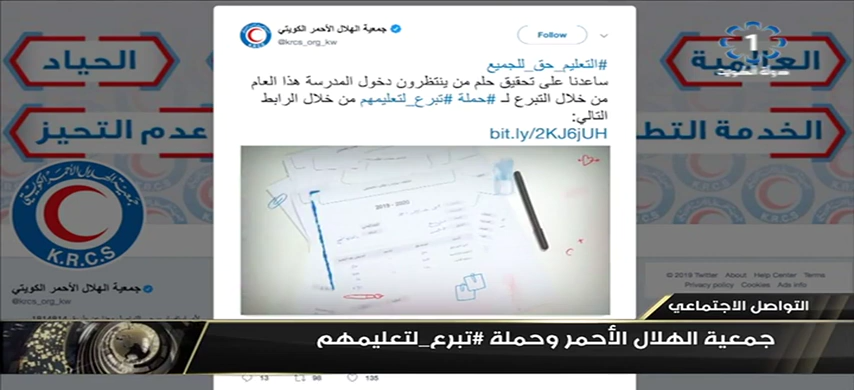 جمعية الهلال الأحمر الكويتي
@krcs_org_kw
Follow
#التعليم_حق_للجميع
ساعدنا على تحقيق حلم من ينتظرون دخول المدرسة هذا العام
من خلال التبرع لـ #حملة #تبرع_لتعليمهم من خلال الرابط
التالي:
bit.ly/2KJ6jUH
2019 - 2020
العالمية
الحياد
عدم التحيز
K.R.C.S
جمعية الهلال الأحمر الكويتي
@krcs_org_kw
1
دولة الكويت
© 2019 Twitter About Help Center Terms
Privacy policy Cookies Ads info
التواصل الاجتماعي
جمعية الهلال الأحمر وحملة #تبرع_لتعليمهم
13 98 135